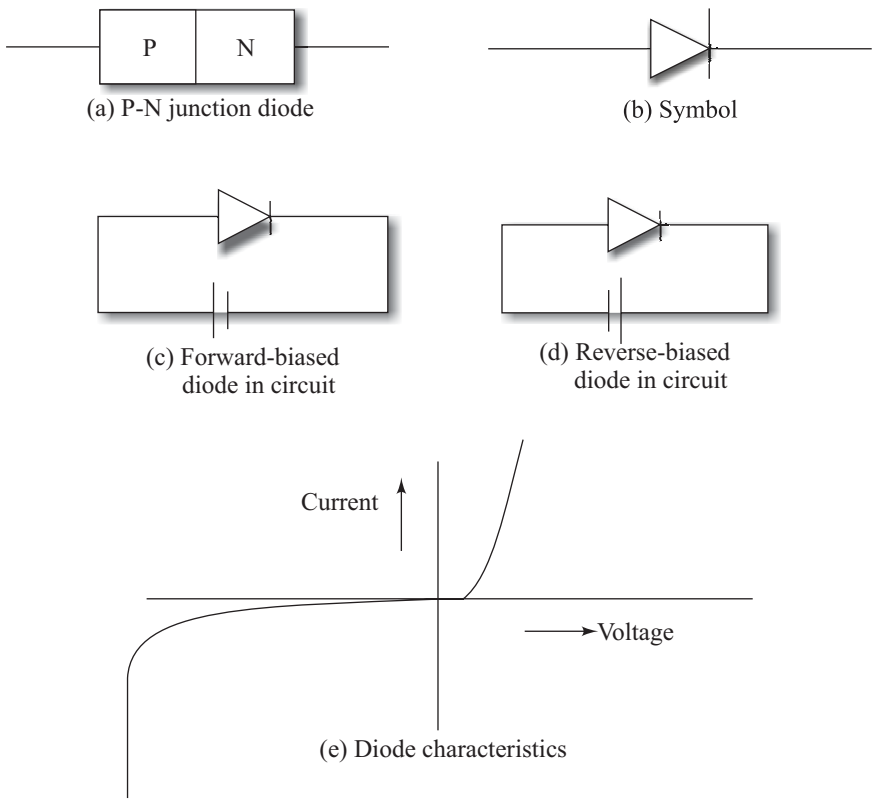 P N
(a) P-N junction diode
(b) Symbol
(c) Forward-biased
diode in circuit
(d) Reverse-biased
diode in circuit
Current
Voltage
(e) Diode characteristics